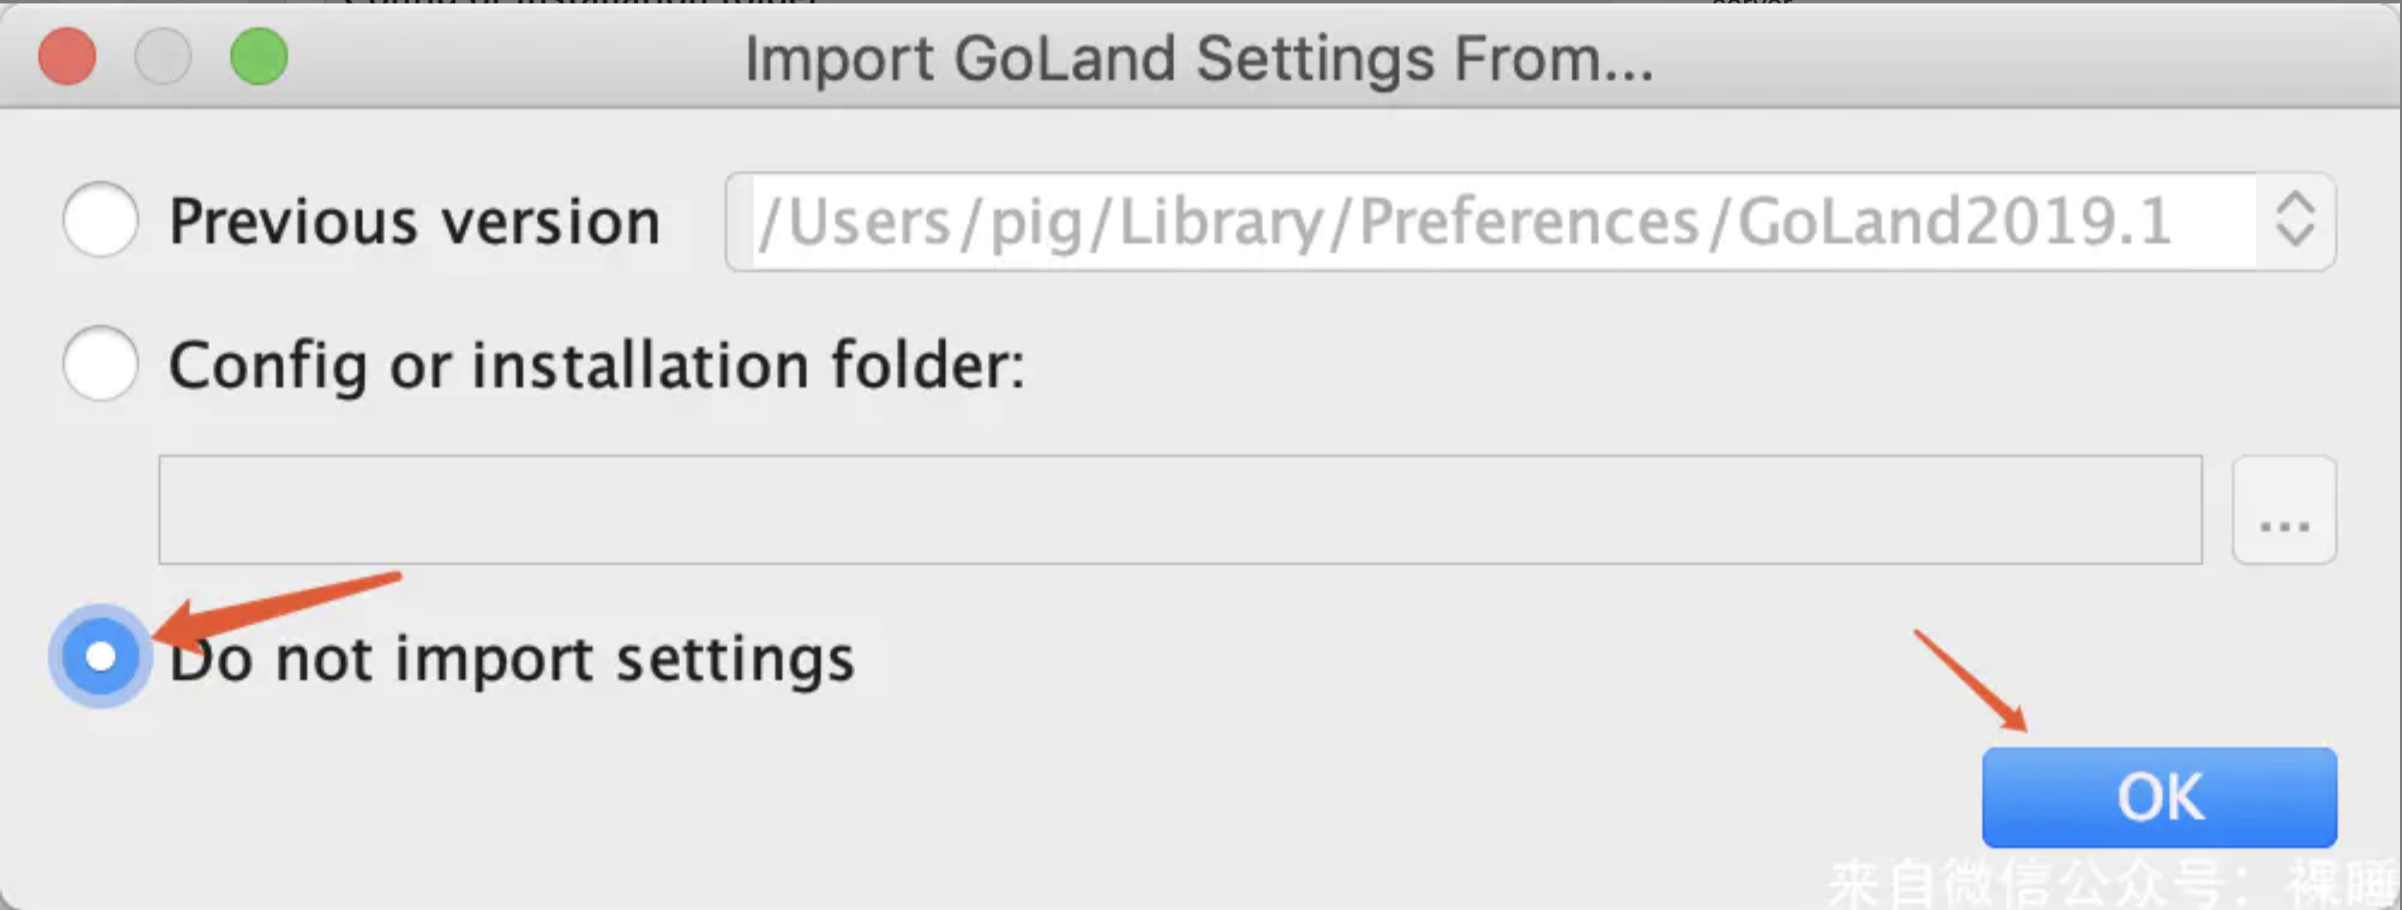 Import GoLand Settings From...
Previous version /Users/pig/Library/Preferences/GoLand2019.1
Config or installation folder:
...
Do not import settings
OK
来自微信公众号：裸睡